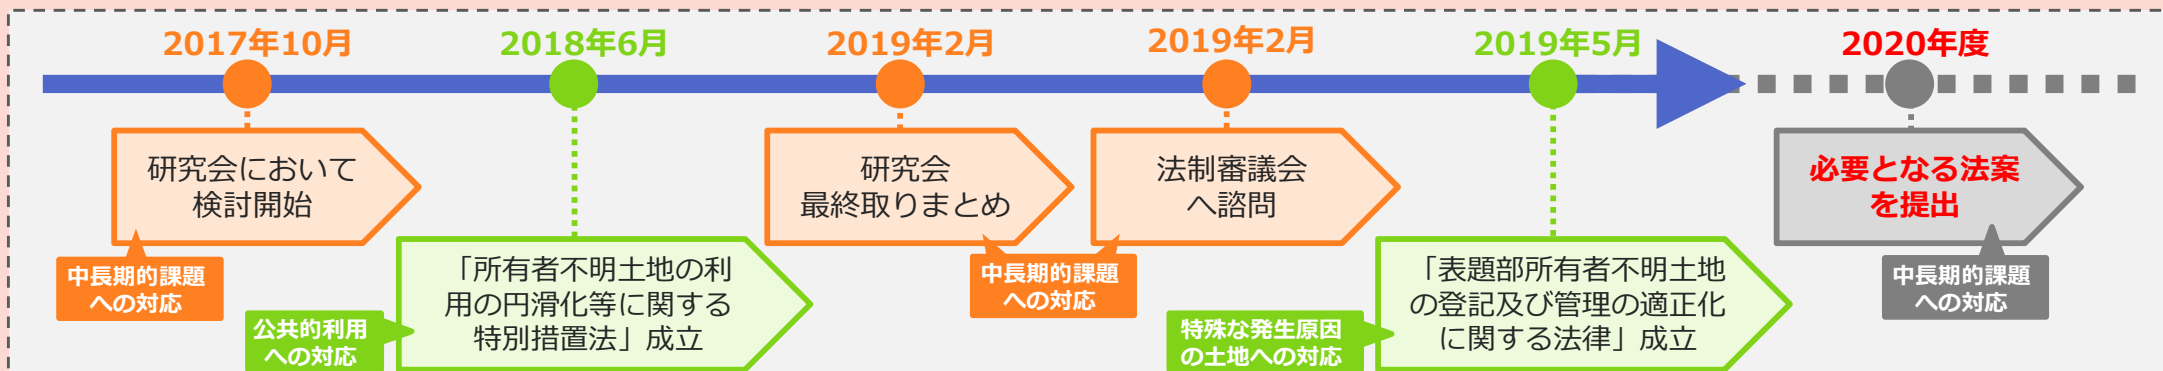 2017年10月
2018年6月
2019年2月
2019年2月
2019年5月
2020年度
研究会において
検討開始
中長期的課題
への対応
「所有者不明土地の利
用の円滑化等に関する
特別措置法」成立
公共的利用
への対応
研究会
最終取りまとめ
法制審議会
へ諮問
中長期的課題
への対応
「表題部所有者不明土地
の登記及び管理の適正化
に関する法律」成立
特殊な発生原因
の土地への対応
必要となる法案
を提出
中長期的課題
への対応